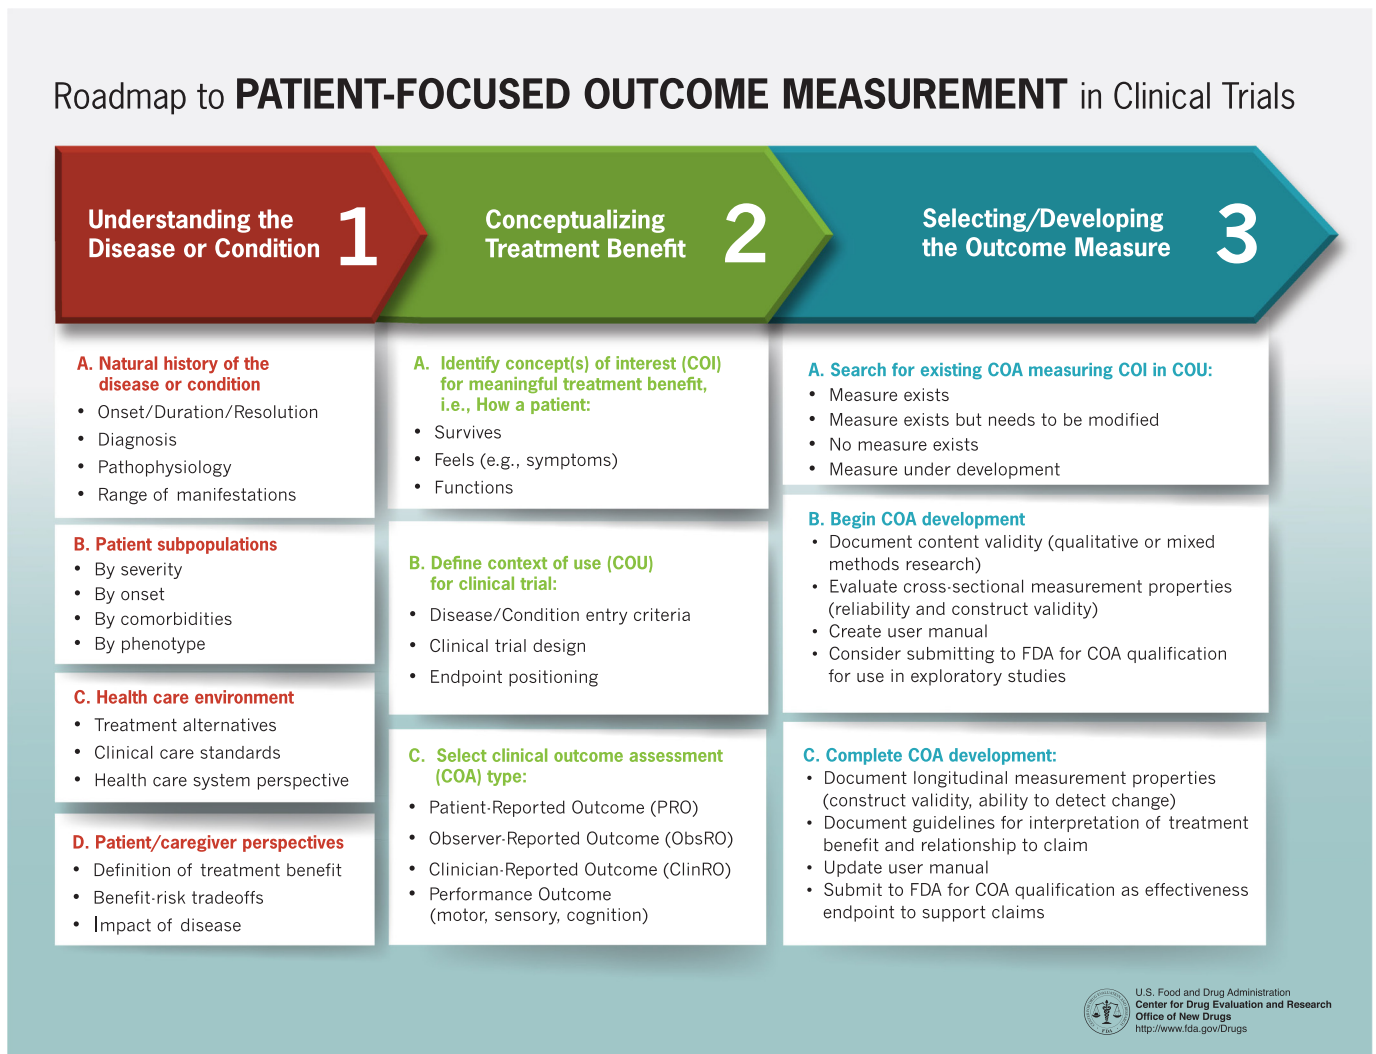 Roadmap to PATIENT-FOCUSED OUTCOME MEASUREMENT in Clinical Trials
Understanding the
Disease or Condition
1
Conceptualizing
Treatment Benefit
2
Selecting/Developing
the Outcome Measure
3
A. Natural history of the
disease or condition
• Onset/Duration/Resolution
• Diagnosis
• Pathophysiology
• Range of manifestations
B. Patient subpopulations
• By severity
• By onset
• By comorbidities
• By phenotype
C. Health care environment
• Treatment alternatives
• Clinical care standards
• Health care system perspective
D. Patient/caregiver perspectives
• Definition of treatment benefit
• Benefit-risk tradeoffs
• Impact of disease
A. Identify concept(s) of interest (COI)
for meaningful treatment benefit,
i.e., How a patient:
• Survives
• Feels (e.g., symptoms)
• Functions
B. Define context of use (COU)
for clinical trial:
• Disease/Condition entry criteria
• Clinical trial design
• Endpoint positioning
C. Select clinical outcome assessment
(COA) type:
• Patient-Reported Outcome (PRO)
• Observer-Reported Outcome (ObsRO)
• Clinician-Reported Outcome (ClinRO)
• Performance Outcome
(motor, sensory, cognition)
A. Search for existing COA measuring COI in COU:
• Measure exists
• Measure exists but needs to be modified
• No measure exists
• Measure under development
B. Begin COA development
• Document content validity (qualitative or mixed
methods research)
• Evaluate cross-sectional measurement properties
(reliability and construct validity)
• Create user manual
• Consider submitting to FDA for COA qualification
for use in exploratory studies
C. Complete COA development:
• Document longitudinal measurement properties
(construct validity, ability to detect change)
• Document guidelines for interpretation of treatment
benefit and relationship to claim
• Update user manual
• Submit to FDA for COA qualification as effectiveness
endpoint to support claims
U.S. Food and Drug Administration
Center for Drug Evaluation and Research
Office of New Drugs
http://www.fda.gov/Drugs
FDA